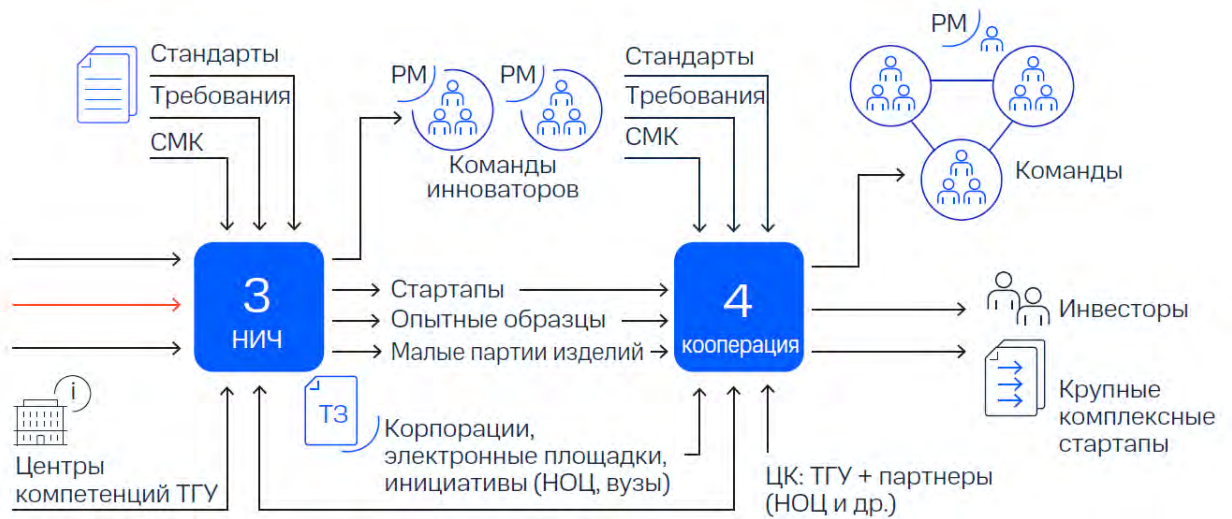 Стандарты
Требования
СМК
РМ
РМ
Команды
инноваторов
Стандарты
Требования
СМК
РМ
Команды
3
НИЧ
Стартапы
Опытные образцы
Малые партии изделий
4
кооперация
Инвесторы
Крупные
комплексные
стартапы
i
Центры
компетенций ТГУ
ТЗ
Корпорации,
электронные площадки,
инициативы (НОЦ, вузы)
ЦК: ТГУ + партнеры
(НОЦ и др.)